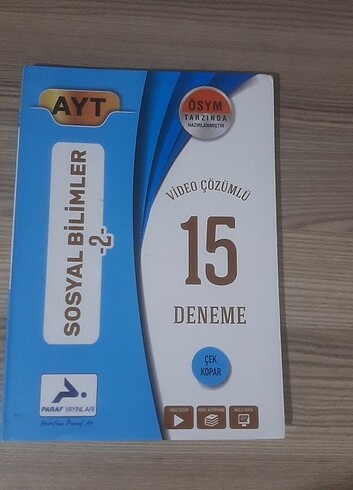 AYT
ÖSYM
TARZINDA
HAZIRLANMIŞTIR
SOSYAL BİLİMLER
-2-
VİDEO ÇÖZÜMLÜ
15
DENEME
ÇEK
KOPAR
PARAF YAYINLARI